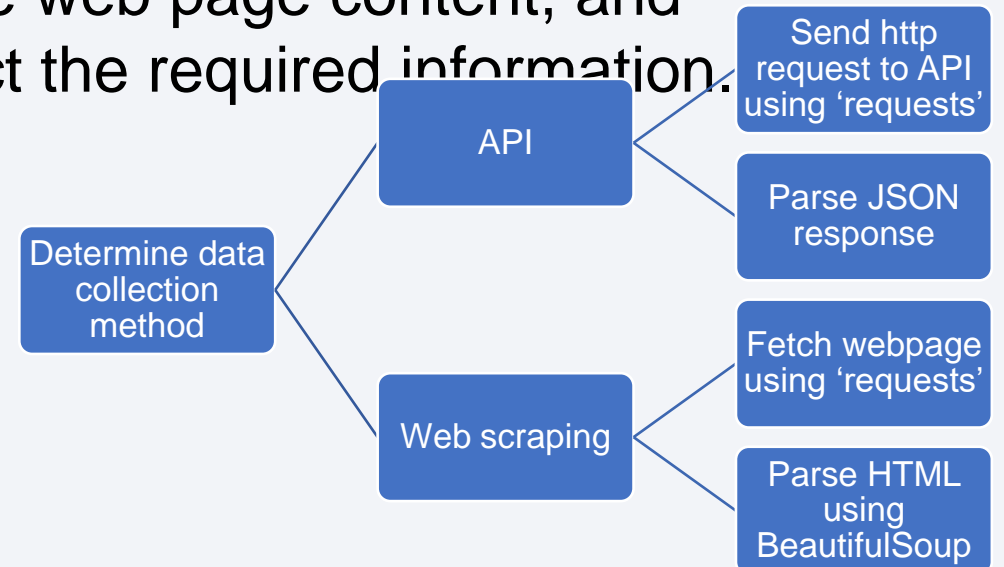 web page content, and
the required information.
Send http
request to API
using ‘requests’
API
Parse JSON
response
Determine data
collection
method
Fetch webpage
using ‘requests’
Web scraping
Parse HTML
using
BeautifulSoup